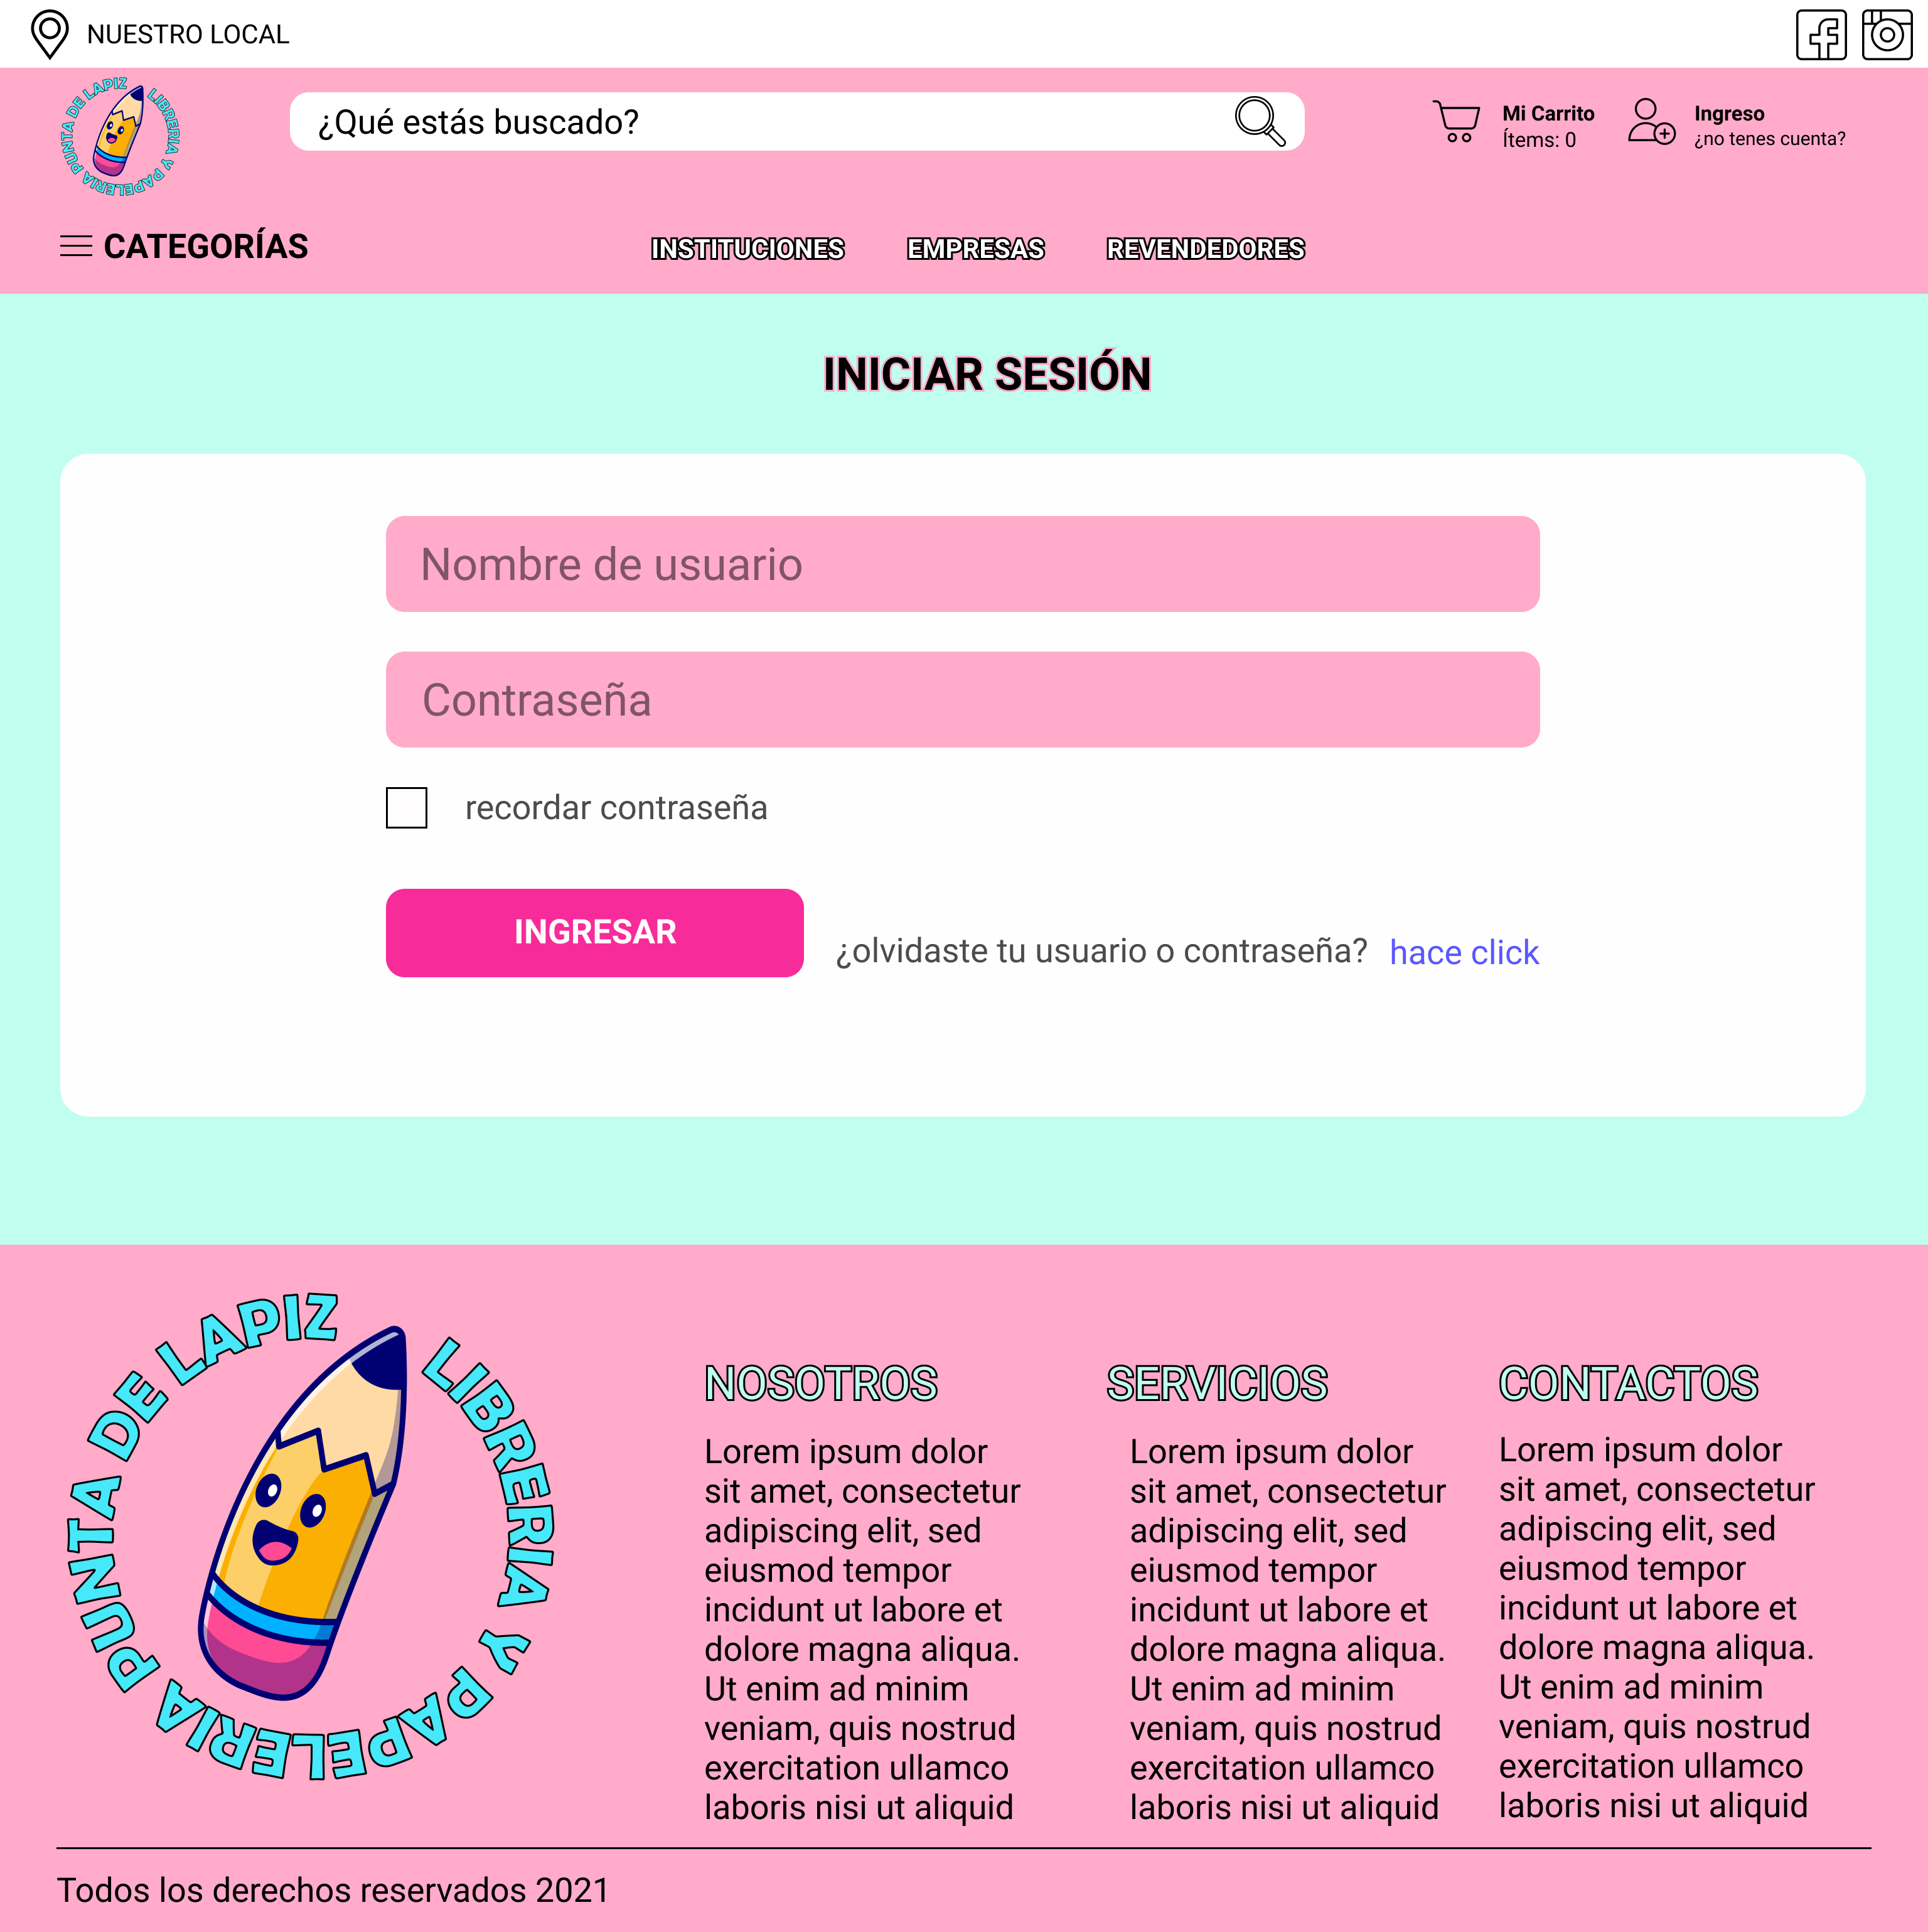 NUESTRO LOCAL
PUNTA DE LAPIZ LIBRERIA Y PAPELERIA
¿Qué estás buscado?
Mi Carrito
Ítems: 0
Ingreso
¿no tenes cuenta?
CATEGORÍAS
INSTITUCIONES
EMPRESAS
REVENDEDORES
INICIAR SESIÓN
Nombre de usuario
Contraseña
recordar contraseña
INGRESAR
¿olvidaste tu usuario o contraseña? hace click
PUNTA DE LAPIZ LIBRERIA Y PAPELERIA
NOSOTROS
Lorem ipsum dolor
sit amet, consectetur
adipiscing elit, sed
eiusmod tempor
incidunt ut labore et
dolore magna aliqua.
Ut enim ad minim
veniam, quis nostrud
exercitation ullamco
laboris nisi ut aliquid
SERVICIOS
Lorem ipsum dolor
sit amet, consectetur
adipiscing elit, sed
eiusmod tempor
incidunt ut labore et
dolore magna aliqua.
Ut enim ad minim
veniam, quis nostrud
exercitation ullamco
laboris nisi ut aliquid
CONTACTOS
Lorem ipsum dolor
sit amet, consectetur
adipiscing elit, sed
eiusmod tempor
incidunt ut labore et
dolore magna aliqua.
Ut enim ad minim
veniam, quis nostrud
exercitation ullamco
laboris nisi ut aliquid
Todos los derechos reservados 2021